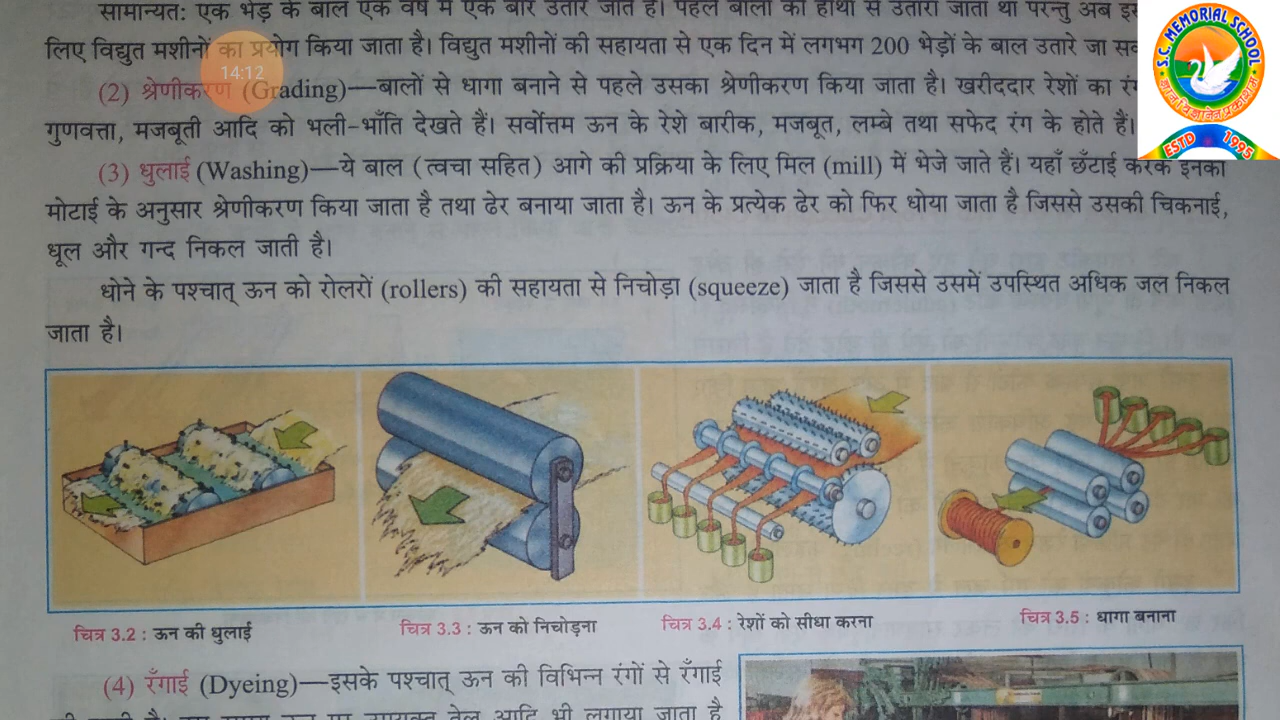 सामान्यत: एक भेड़ के बाल एक वर्ष में एक बार उतारे जाते हैं। पहले बालों को हाथों से उतारा जाता था परन्तु अब
लिए विद्युत मशीनों का प्रयोग किया जाता है। विद्युत मशीनों की सहायता से एक दिन में लगभग 200 भेड़ों के बाल उतारे जा
14:12
(2) श्रेणीकरण (Grading)—बालों से धागा बनाने से पहले उसका श्रेणीकरण किया जाता है। खरीददार रेशों का
गुणवत्ता, मजबूती आदि को भली-भाँति देखते हैं। सर्वोत्तम ऊन के रेशे बारीक, मजबूत, लम्बे तथा सफेद रंग के होते हैं।
(3) धुलाई (Washing)—ये बाल (त्वचा सहित) आगे की प्रक्रिया के लिए मिल (mill) में भेजे जाते हैं। यहाँ छँटाई करके इनका
मोटाई के अनुसार श्रेणीकरण किया जाता है तथा ढेर बनाया जाता है। ऊन के प्रत्येक ढेर को फिर धोया जाता है जिससे उसकी चिकनाई,
धूल और गन्द निकल जाती है।
धोने के पश्चात् ऊन को रोलरों (rollers) की सहायता से निचोड़ा (squeeze) जाता है जिससे उसमें उपस्थित अधिक जल निकल
जाता है।
चित्र 3.2 : ऊन की धुलाई
चित्र 3.3 : ऊन को निचोड़ना
चित्र 3.4 : रेशों को सीधा करना
चित्र 3.5 : धागा बनाना
(4) रँगाई (Dyeing)—इसके पश्चात् ऊन की विभिन्न रंगों से रँगाई
तेल आदि भी लगाया जाता है
S.C. MEMORIAL SCHOOL
ESTD 1995